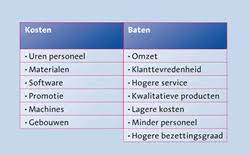 Kosten Baten
· Uren personeel · Omzet
· Materialen · Klanttevredenheid
· Software · Hogere service
· Promotie · Kwalitatieve producten
· Machines · Lagere kosten
· Gebouwen · Minder personeel
· Hogere bezettingsgraad